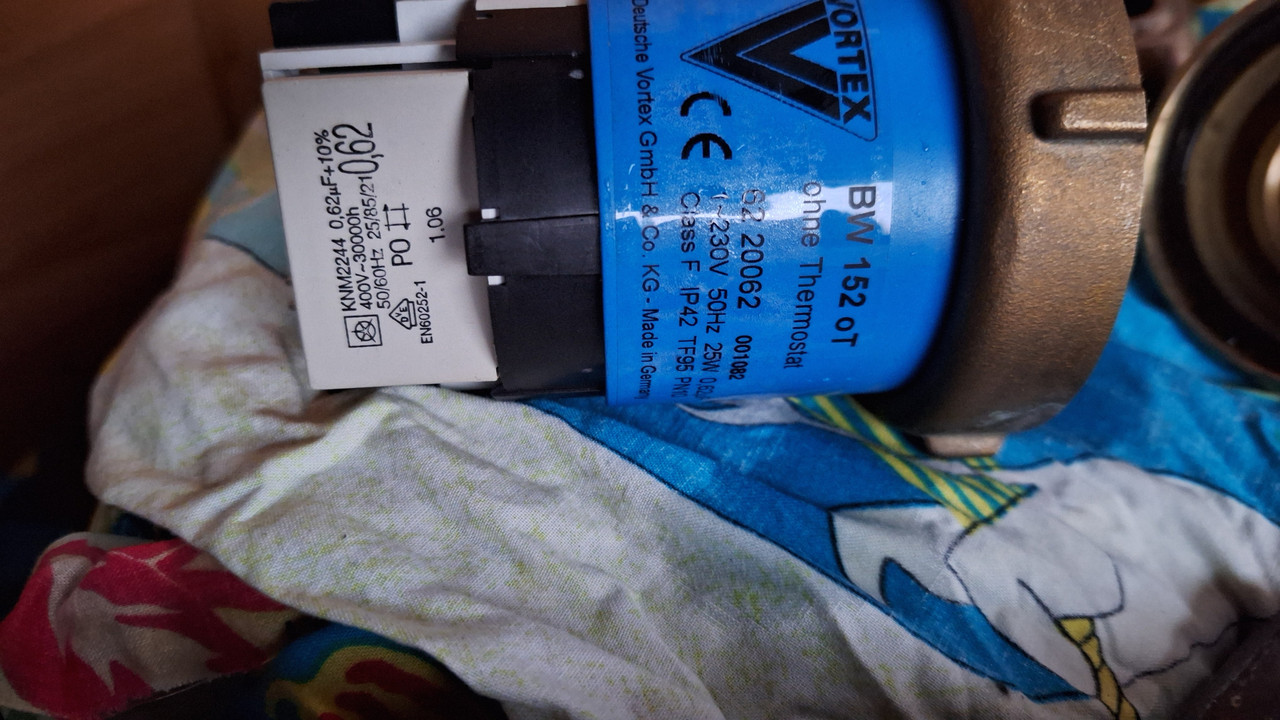 KNM2244 0,62µF+10%
400V~30000h
50/60Hz 25/85/21 0,62
PO
1.06
EN60252-1
VORTEX
CE
BW 152 oT
ohne Thermostat
001082
1~230V 50Hz 25W
Class F IP42 TF95
Deutsche Vortex GmbH & Co. KG - Made in